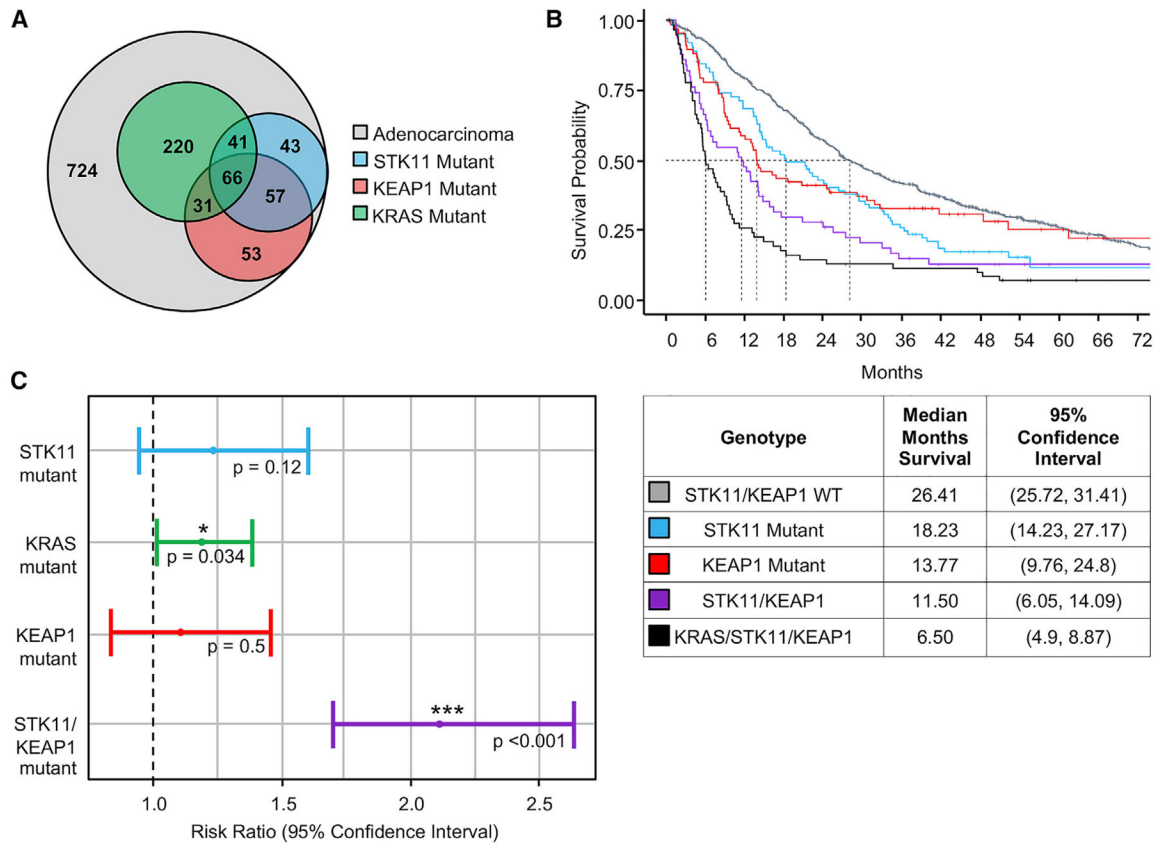 A
724
220
41
43
66
31
57
53
Adenocarcinoma
STK11 Mutant
KEAP1 Mutant
KRAS Mutant
B
Survival Probability
1.00
0.75
0.50
0.25
0.00
0 6 12 18 24 30 36 42 48 54 60 66 72
Months
Genotype
Median
Months
Survival
95%
Confidence
Interval
STK11/KEAP1 WT 26.41 (25.72, 31.41)
STK11 Mutant 18.23 (14.23, 27.17)
KEAP1 Mutant 13.77 (9.76, 24.8)
STK11/KEAP1 11.50 (6.05, 14.09)
KRAS/STK11/KEAP1 6.50 (4.9, 8.87)
C
STK11
mutant
p = 0.12
KRAS
mutant
*
p = 0.034
KEAP1
mutant
p = 0.5
STK11/
KEAP1
mutant
***
p <0.001
1.0 1.5 2.0 2.5
Risk Ratio (95% Confidence Interval)